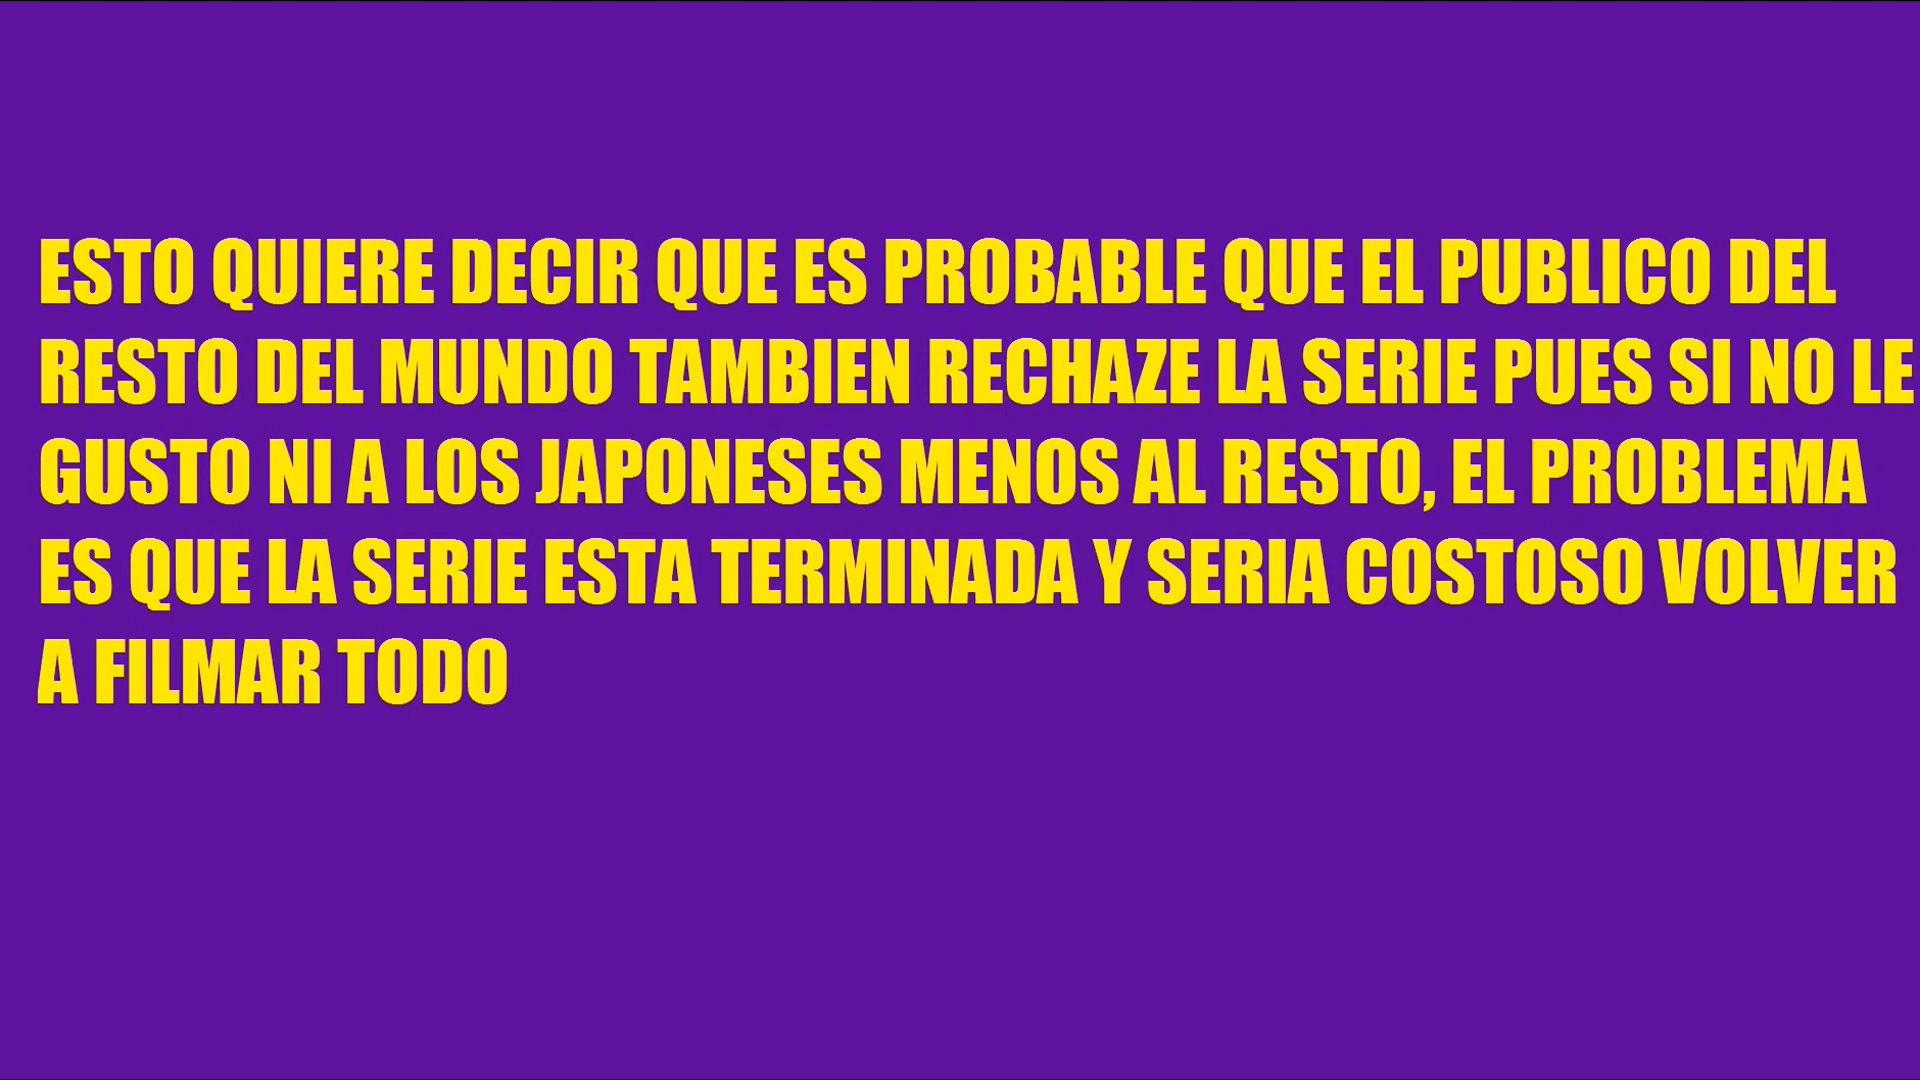 ESTO QUIERE DECIR QUE ES PROBABLE QUE EL PUBLICO DEL
RESTO DEL MUNDO TAMBIEN RECHAZE LA SERIE PUES SI NO LE
GUSTO NI A LOS JAPONESES MENOS AL RESTO, EL PROBLEMA
ES QUE LA SERIE ESTA TERMINADA Y SERIA COSTOSO VOLVER
A FILMAR TODO